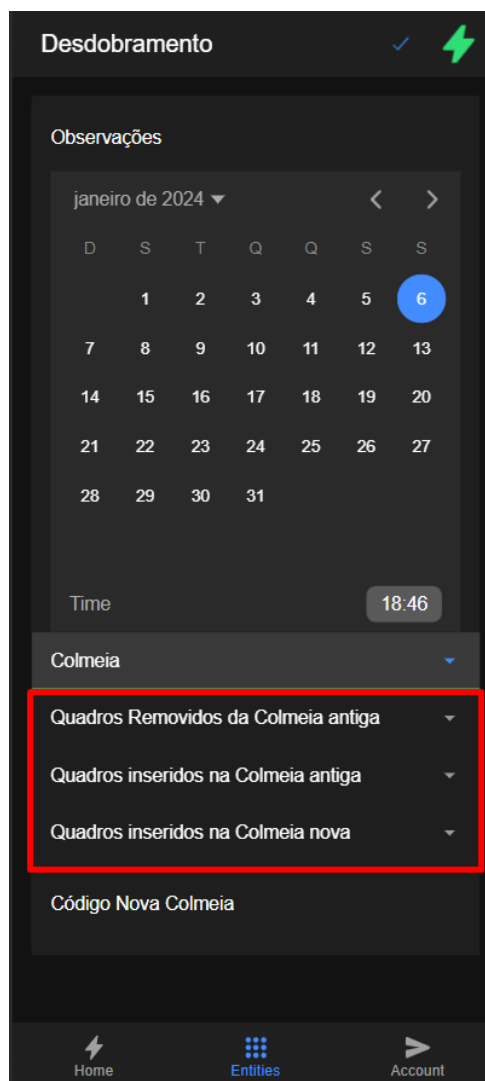 Desdobramento
Observações
janeiro de 2024
D S T Q Q S S
1 2 3 4 5 6
7 8 9 10 11 12 13
14 15 16 17 18 19 20
21 22 23 24 25 26 27
28 29 30 31
Time 18:46
Colmeia
Quadros Removidos da Colmeia antiga
Quadros inseridos na Colmeia antiga
Quadros inseridos na Colmeia nova
Código Nova Colmeia
Home Entities Account